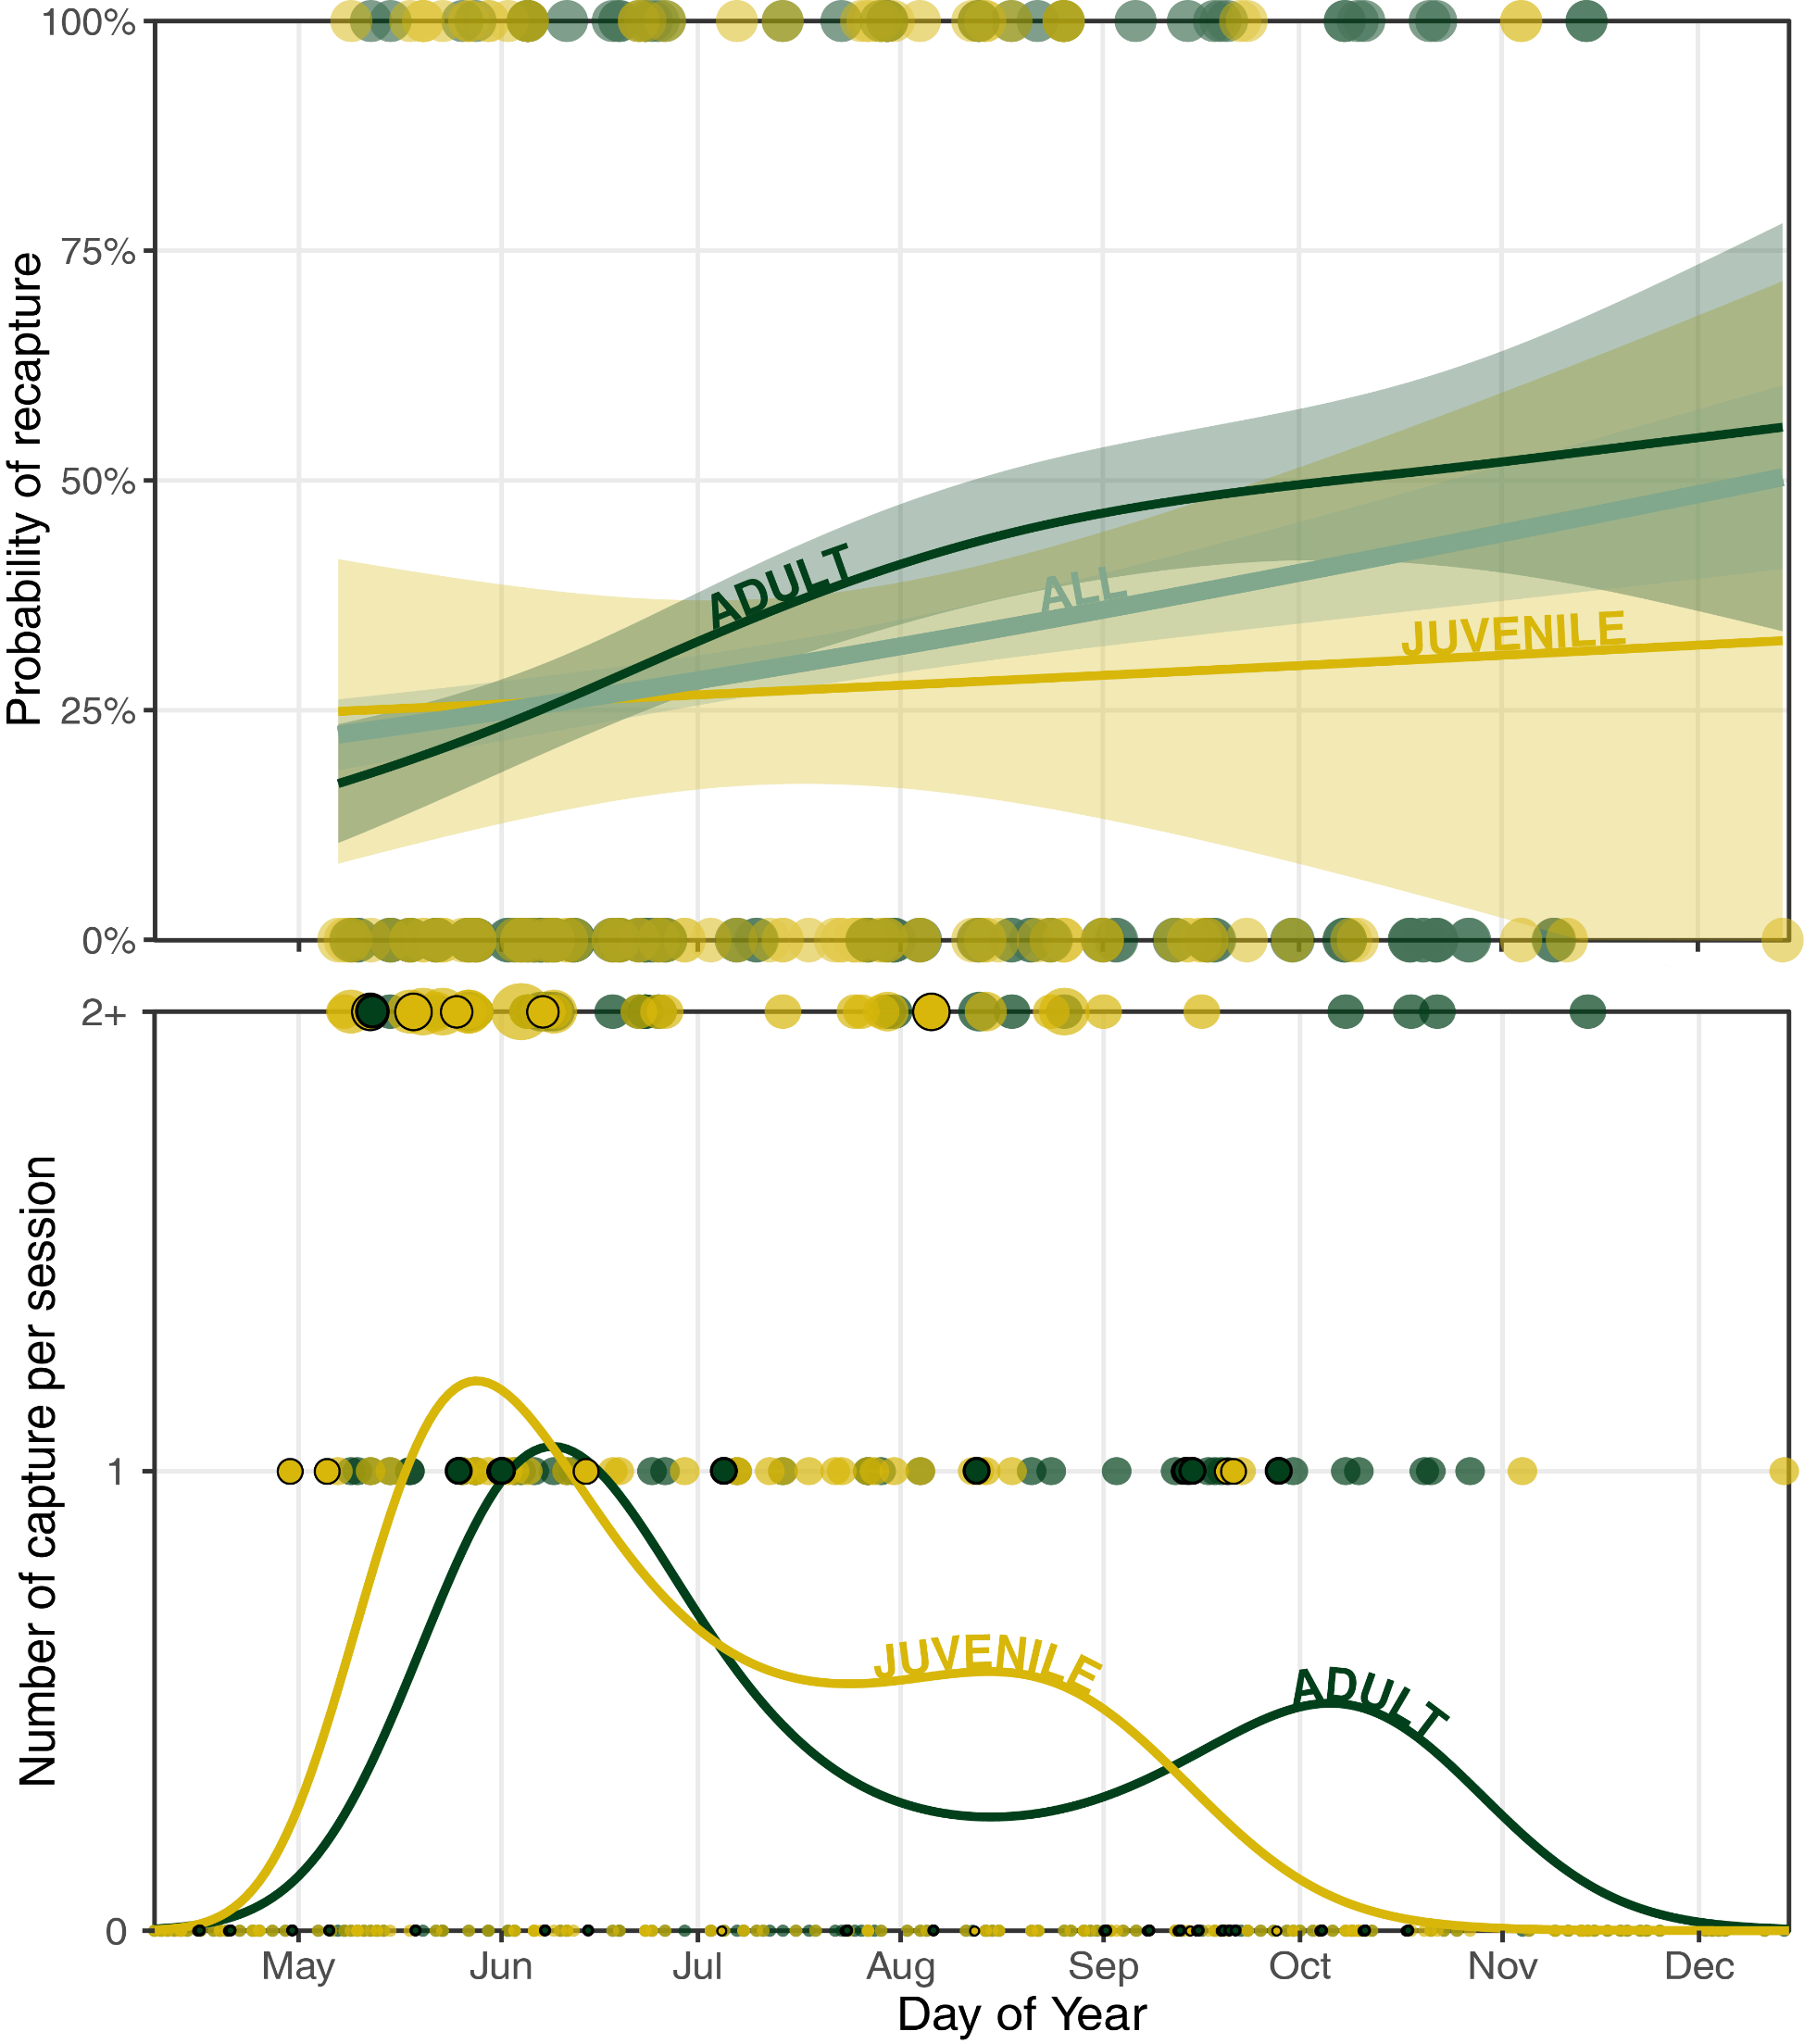 100%
75%
50%
25%
0%
Probability of recapture
ADULT
ALL
JUVENILE
2+
1
0
Number of capture per session
JUVENILE
ADULT
May Jun Jul Aug Sep Oct Nov Dec
Day of Year